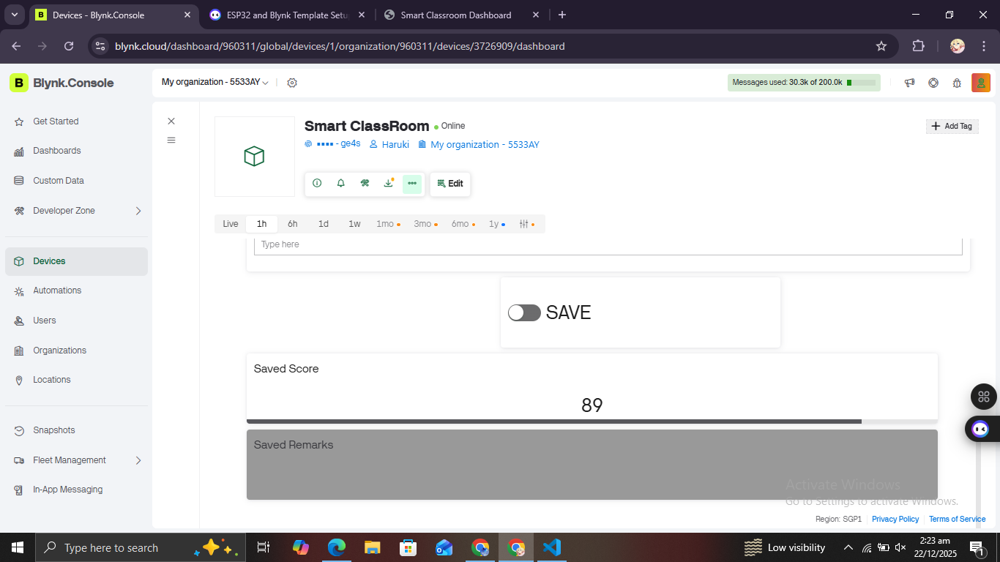 Devices - Blynk.Console
ESP32 and Blynk Template Setu
Smart Classroom Dashboard
blynk.cloud/dashboard/960311/global/devices/1/organization/960311/devices/3726909/dashboard
B Blynk.Console
My organization - 5533AY
Messages used: 30.3k of 200.0k
Get Started
Dashboards
Custom Data
Developer Zone
Devices
Automations
Users
Organizations
Locations
Snapshots
Fleet Management
In-App Messaging
Smart ClassRoom
Online
Add Tag
▪▪▪▪ - ge4s
Haruki
My organization - 5533AY
Edit
Live 1h 6h 1d 1w 1mo 3mo 6mo 1y
Type here
SAVE
Saved Score
89
Saved Remarks
Activate Windows
Go to Settings to activate Windows.
Region: SGP1 Privacy Policy Terms of Service
Type here to search
Low visibility
2:23 am
22/12/2025
1